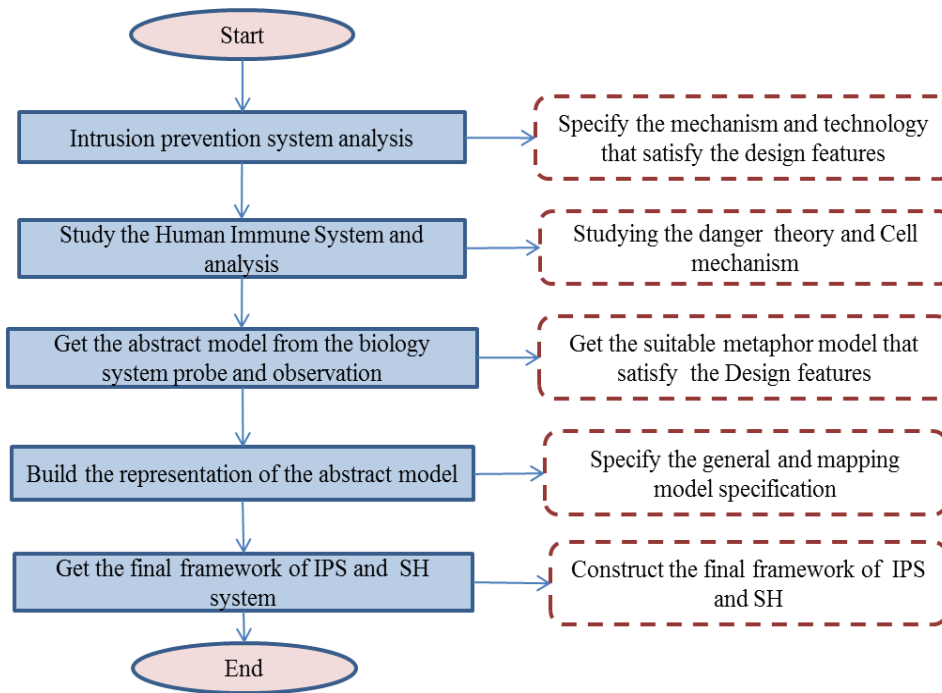 Start
Intrusion prevention system analysis
Specify the mechanism and technology
that satisfy the design features
Study the Human Immune System and
analysis
Studying the danger theory and Cell
mechanism
Get the abstract model from the biology
system probe and observation
Get the suitable metaphor model that
satisfy the Design features
Build the representation of the abstract model
Specify the general and mapping
model specification
Get the final framework of IPS and SH
system
Construct the final framework of IPS
and SH
End